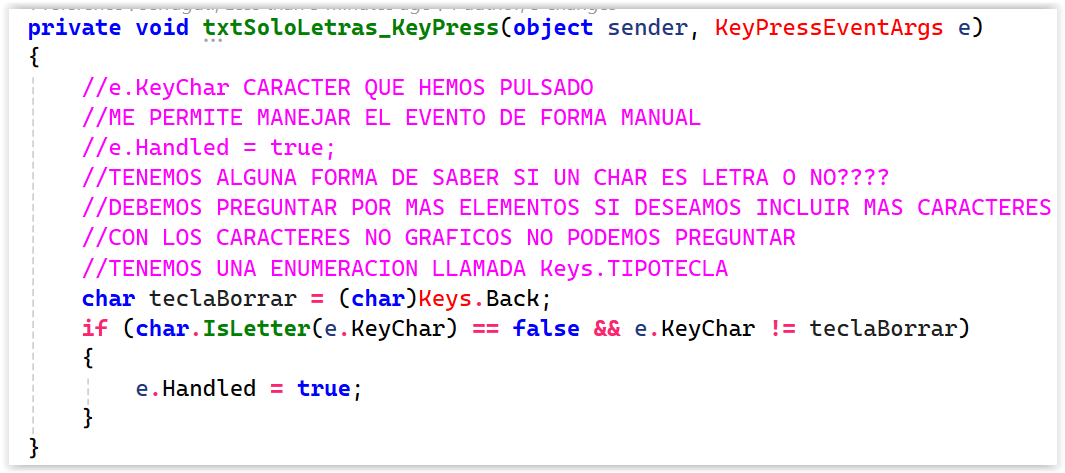 private void txtSoloLetras_KeyPress(object sender, KeyPressEventArgs e)
{
//e.KeyChar CARACTER QUE HEMOS PULSADO
//ME PERMITE MANEJAR EL EVENTO DE FORMA MANUAL
//e.Handled = true;
//TENEMOS ALGUNA FORMA DE SABER SI UN CHAR ES LETRA O NO????
//DEBEMOS PREGUNTAR POR MAS ELEMENTOS SI DESEAMOS INCLUIR MAS CARACTERES
//CON LOS CARACTERES NO GRAFICOS NO PODEMOS PREGUNTAR
//TENEMOS UNA ENUMERACION LLAMADA Keys.TIPOTECLA
char teclaBorrar = (char)Keys.Back;
if (char.IsLetter(e.KeyChar) == false && e.KeyChar != teclaBorrar)
{
e.Handled = true;
}
}